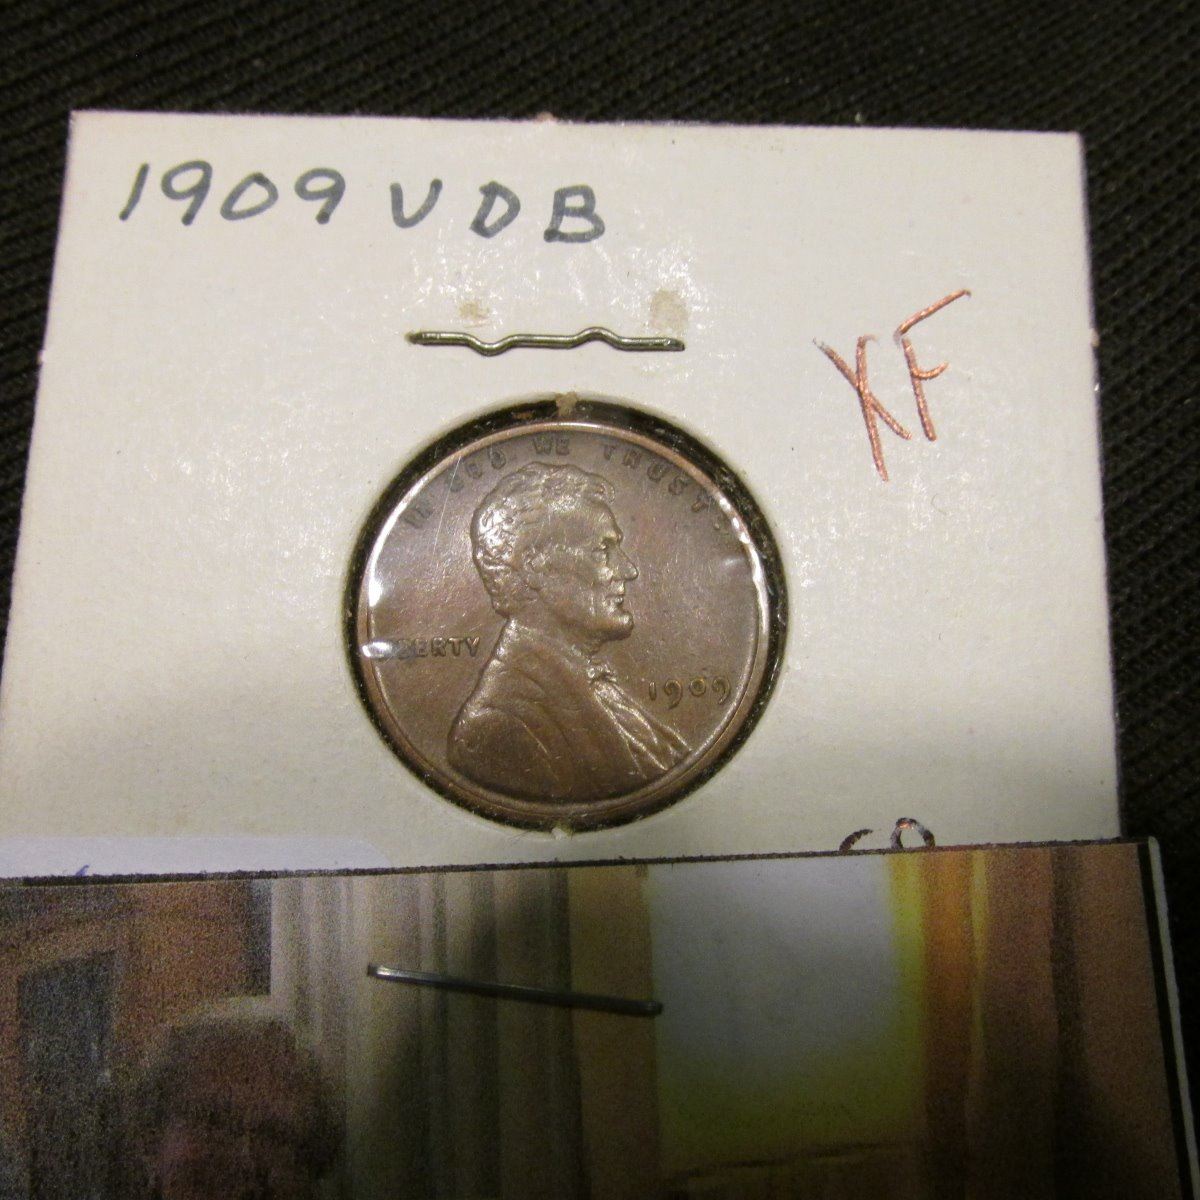 1909 VDB
XF
IN GOD WE TRUST
LIBERTY
1909